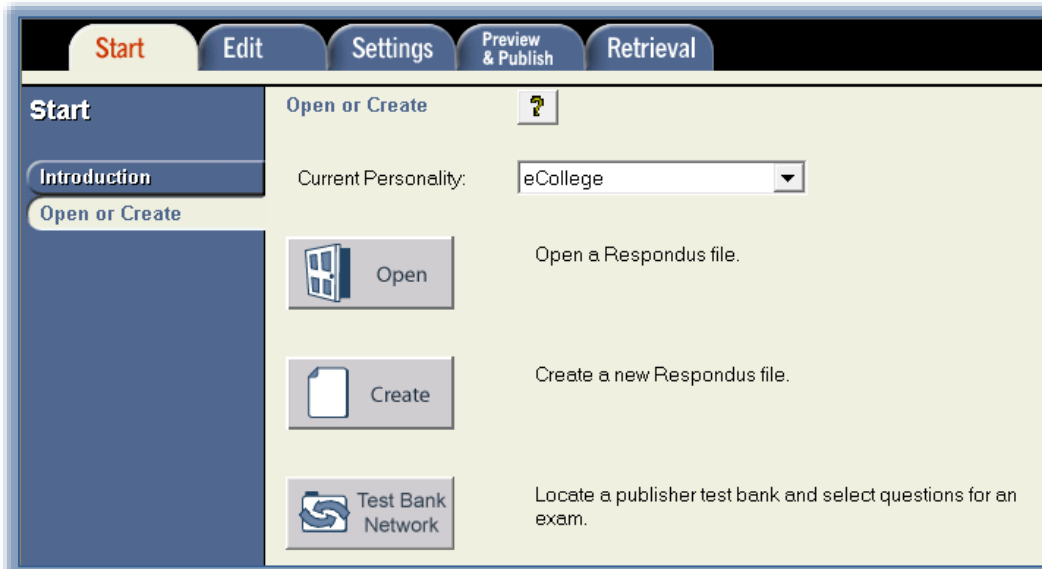 Start
Edit
Settings
Preview
& Publish
Retrieval
Start
Introduction
Open or Create
Open or Create
?
Current Personality:
eCollege
Open
Open a Respondus file.
Create
Create a new Respondus file.
Test Bank
Network
Locate a publisher test bank and select questions for an
exam.